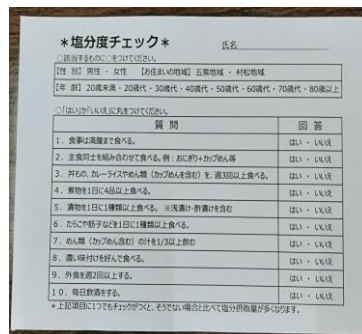 *塩分度チェック*
氏名
○該当するものに○をつけてください。
【性 別】 男性 ・ 女性 【お住まいの地域】 五泉地域 ・ 村松地域
【年 齢】 20歳未満・20歳代・30歳代・40歳代・50歳代・60歳代・70歳代・80歳以上
○「はい」か「いいえ」に丸をつけてください。
質 問 回 答
1. 食事は満腹まで食べる。 はい ・ いいえ
2. 主食同士を組み合わせて食べる。例:おにぎり+カップめん等 はい ・ いいえ
3. 丼もの、カレーライスやめん類(カップめんを含む)を、週3回以上食べる。 はい ・ いいえ
4. 煮物を1日に4品以上食べる。 はい ・ いいえ
5. 漬物を1日に1種類以上食べる。 ※浅漬け・酢漬けを含む はい ・ いいえ
6. たらこや筋子などを1日に1種類以上食べる。 はい ・ いいえ
7. めん類(カップめん含む)の汁を1/3以上飲む はい ・ いいえ
8. 濃い味付けを好んで食べる。 はい ・ いいえ
9. 外食を週2回以上する。 はい ・ いいえ
10. 毎日飲酒をする。 はい ・ いいえ
*上記項目に1つでもチェックがつくと、そうでない場合と比べて塩分摂取量が多くなります。